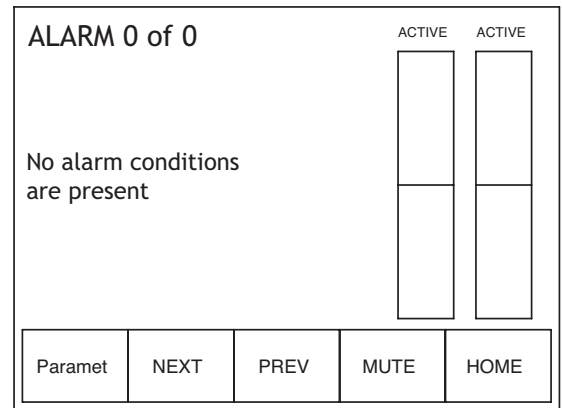 ALARM 0 of 0
ACTIVE ACTIVE
No alarm conditions
are present
Paramet NEXT PREV MUTE HOME